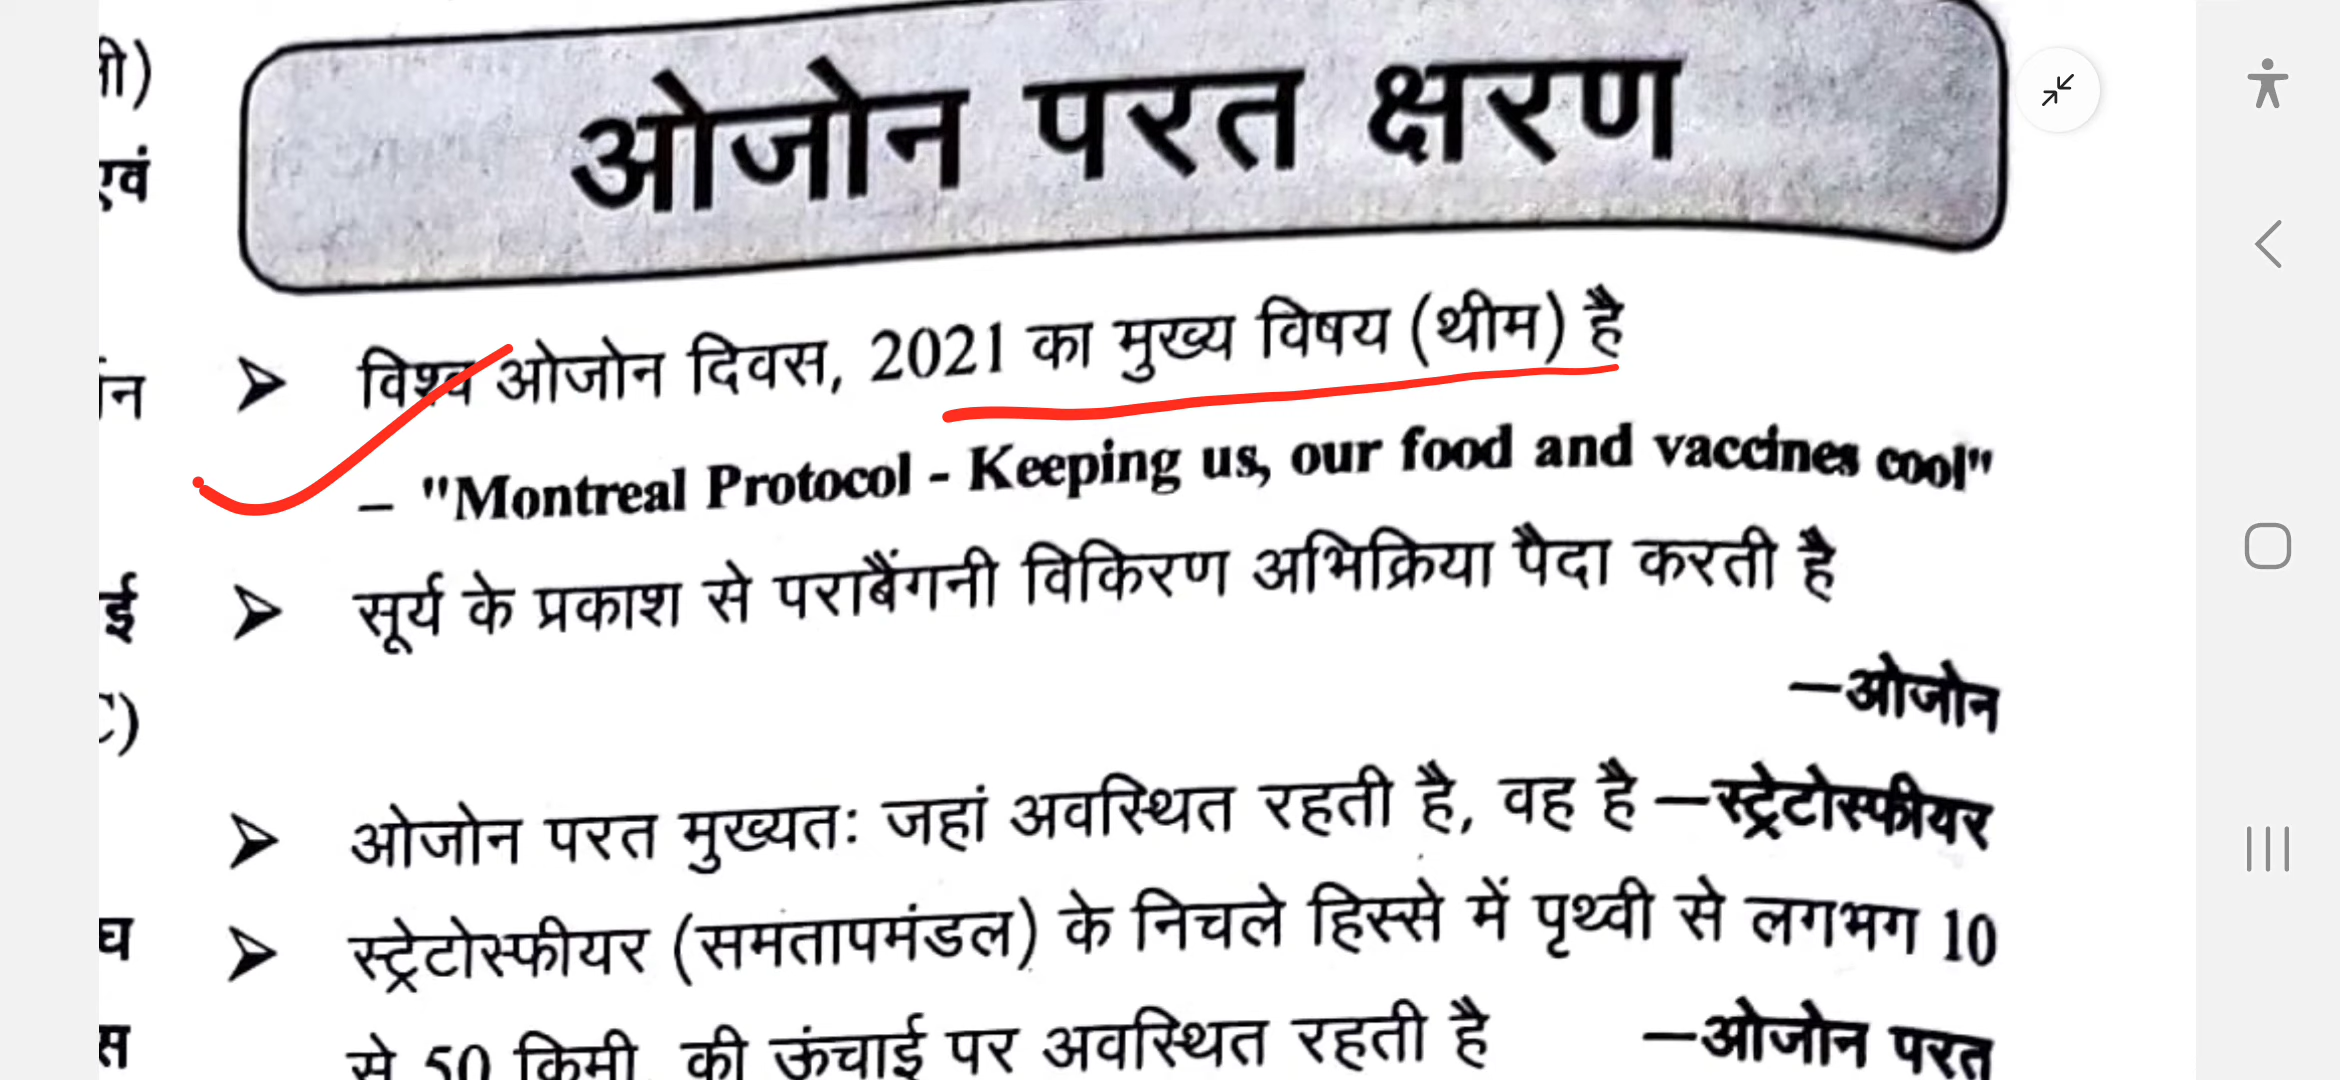 ी)
ओजोन परत क्षरण
एवं
न
➤ विश्व ओजोन दिवस, 2021 का मुख्य विषय (थीम) है
– "Montreal Protocol - Keeping us, our food and vaccines cool"
ई
➤ सूर्य के प्रकाश से पराबैंगनी विकिरण अभिक्रिया पैदा करती है
–ओजोन
C)
➤ ओजोन परत मुख्यतः जहां अवस्थित रहती है, वह है –स्ट्रेटोस्फीयर
➤ स्ट्रेटोस्फीयर (समतापमंडल) के निचले हिस्से में पृथ्वी से लगभग 10
से 50 किमी. की ऊंचाई पर अवस्थित रहती है –ओजोन परत
स